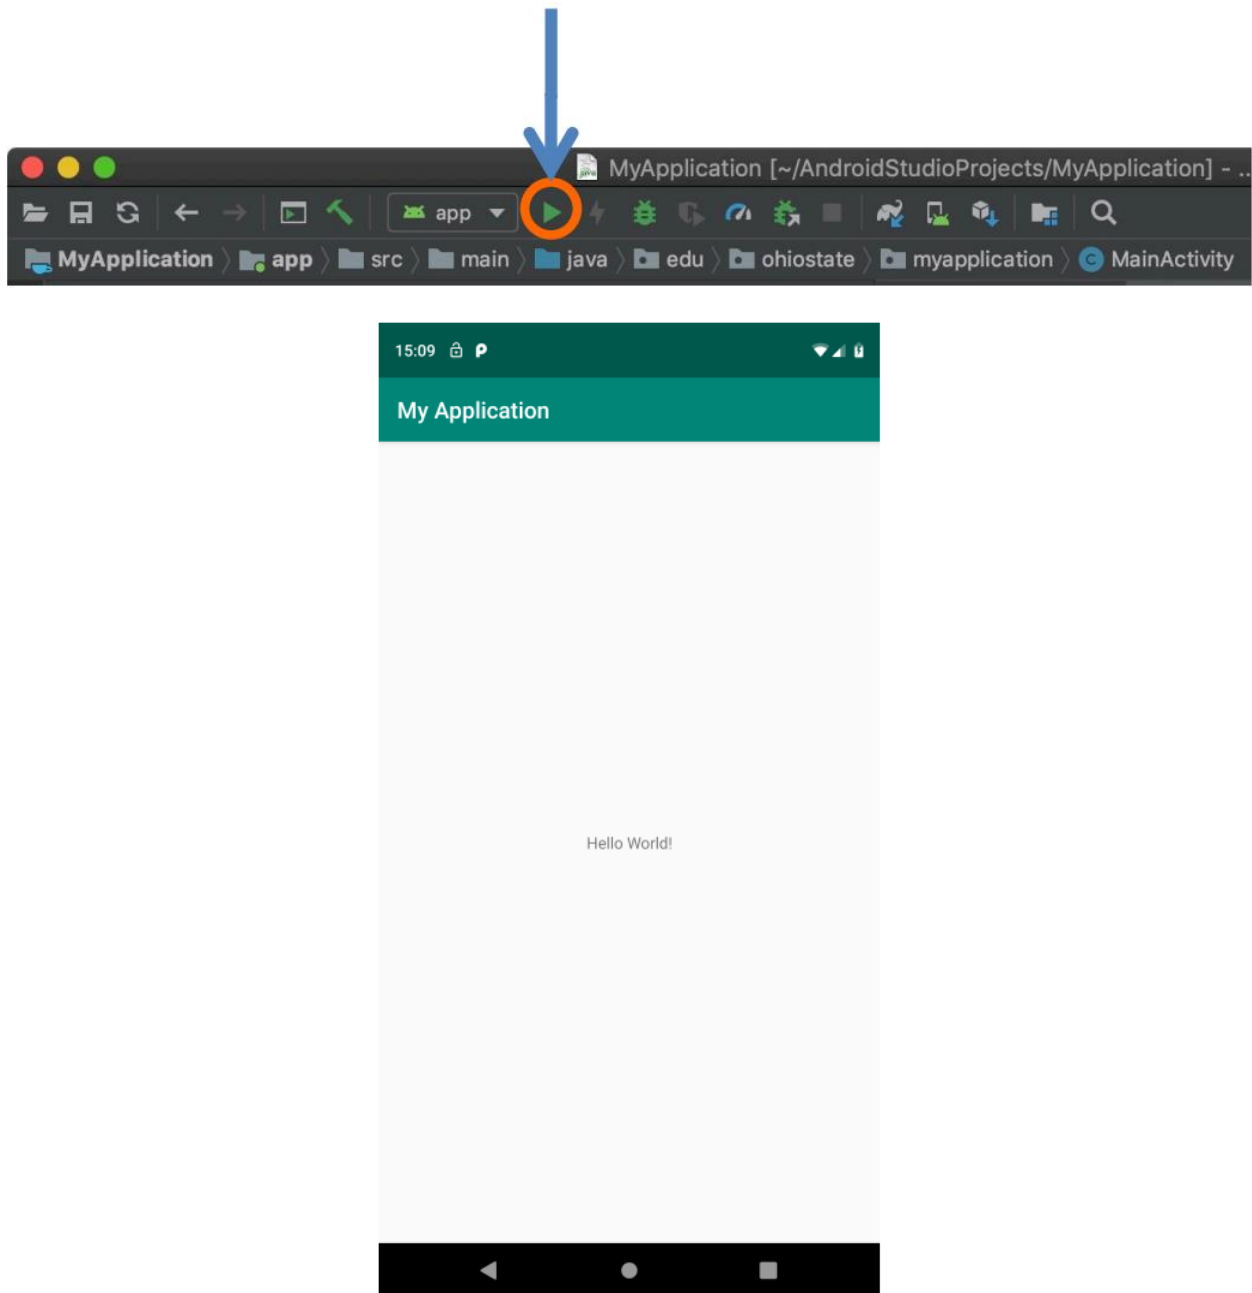 MyApplication [~/AndroidStudioProjects/MyApplication] - ..
app
MyApplication app src main java edu ohiostate myapplication MainActivity
15:09
My Application
Hello World!